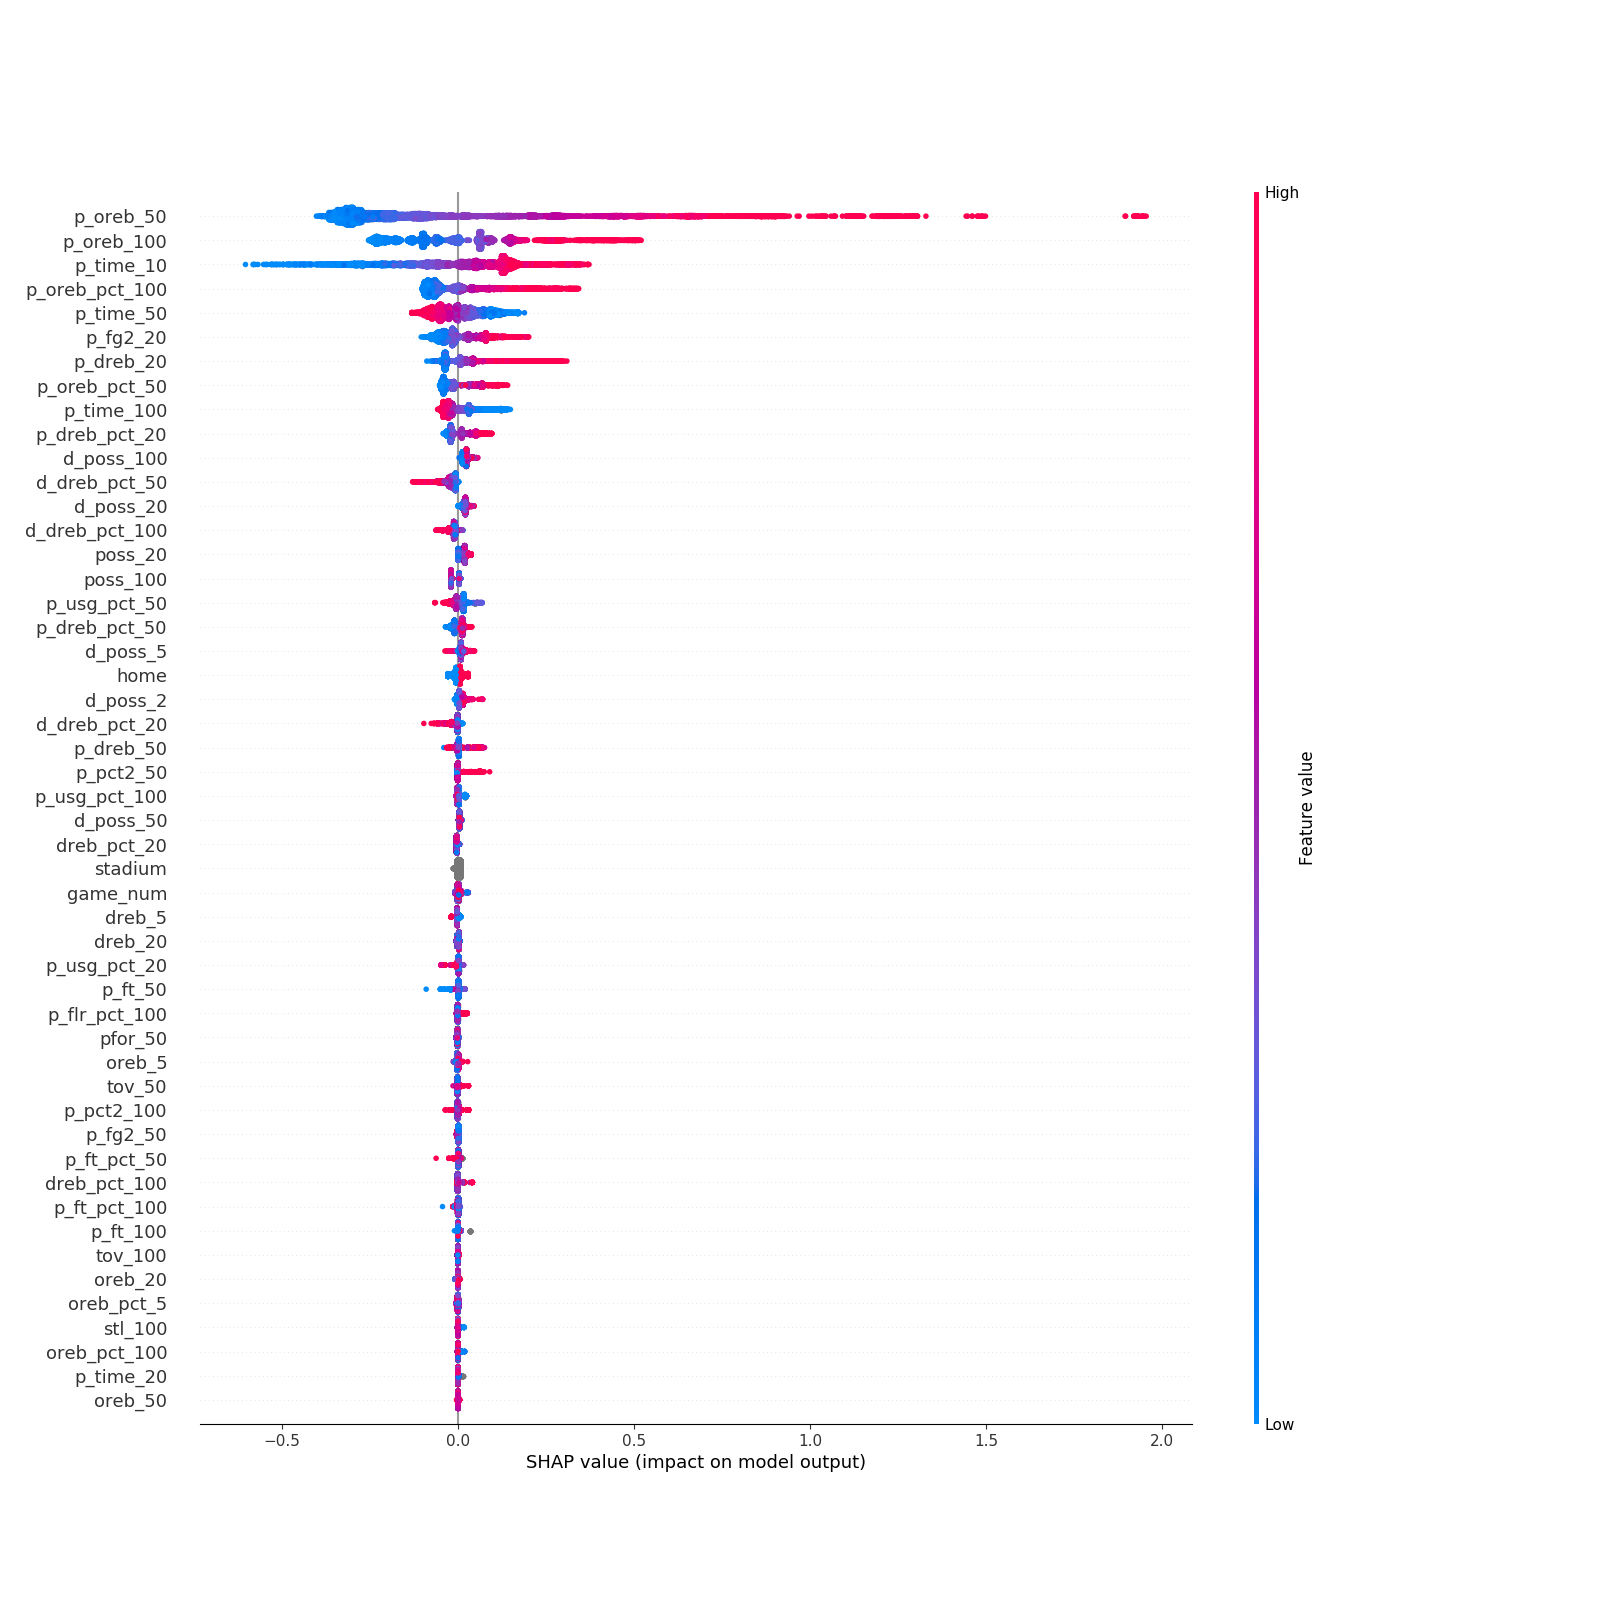 High
p_oreb_50
p_oreb_100
p_time_10
p_oreb_pct_100
p_time_50
p_fg2_20
p_dreb_20
p_oreb_pct_50
p_time_100
p_dreb_pct_20
d_poss_100
d_dreb_pct_50
d_poss_20
d_dreb_pct_100
poss_20
poss_100
p_usg_pct_50
p_dreb_pct_50
d_poss_5
home
d_poss_2
d_dreb_pct_20
p_dreb_50
p_pct2_50
p_usg_pct_100
d_poss_50
dreb_pct_20
stadium
game_num
dreb_5
dreb_20
p_usg_pct_20
p_ft_50
p_flr_pct_100
pfor_50
oreb_5
tov_50
p_pct2_100
p_fg2_50
p_ft_pct_50
dreb_pct_100
p_ft_pct_100
p_ft_100
tov_100
oreb_20
oreb_pct_5
stl_100
oreb_pct_100
p_time_20
oreb_50
Feature value
Low
−0.5 0.0 0.5 1.0 1.5 2.0
SHAP value (impact on model output)